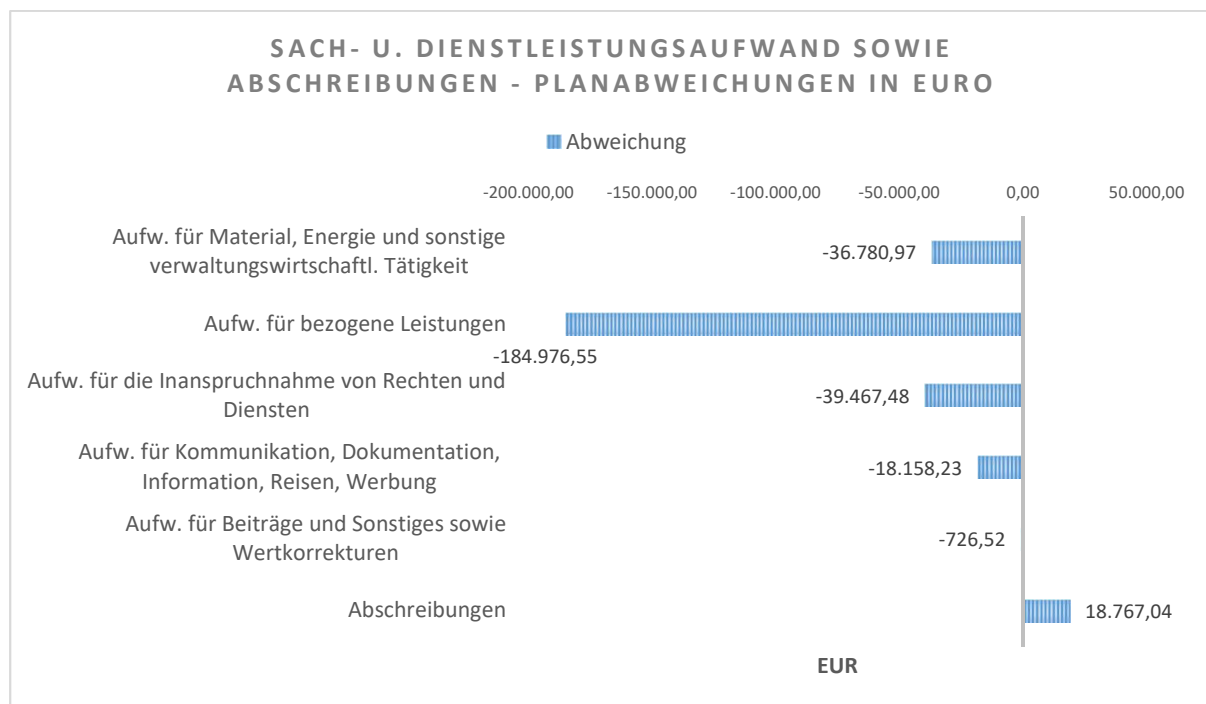 SACH- U. DIENSTLEISTUNGSAUFWAND SOWIE
ABSCHREIBUNGEN - PLANABWEICHUNGEN IN EURO
Abweichung
-200.000,00 -150.000,00 -100.000,00 -50.000,00 0,00 50.000,00
Aufw. für Material, Energie und sonstige
verwaltungswirtschaftl. Tätigkeit
-36.780,97
Aufw. für bezogene Leistungen
-184.976,55
Aufw. für die Inanspruchnahme von Rechten und
Diensten
-39.467,48
Aufw. für Kommunikation, Dokumentation,
Information, Reisen, Werbung
-18.158,23
Aufw. für Beiträge und Sonstiges sowie
Wertkorrekturen
-726,52
Abschreibungen
18.767,04
EUR